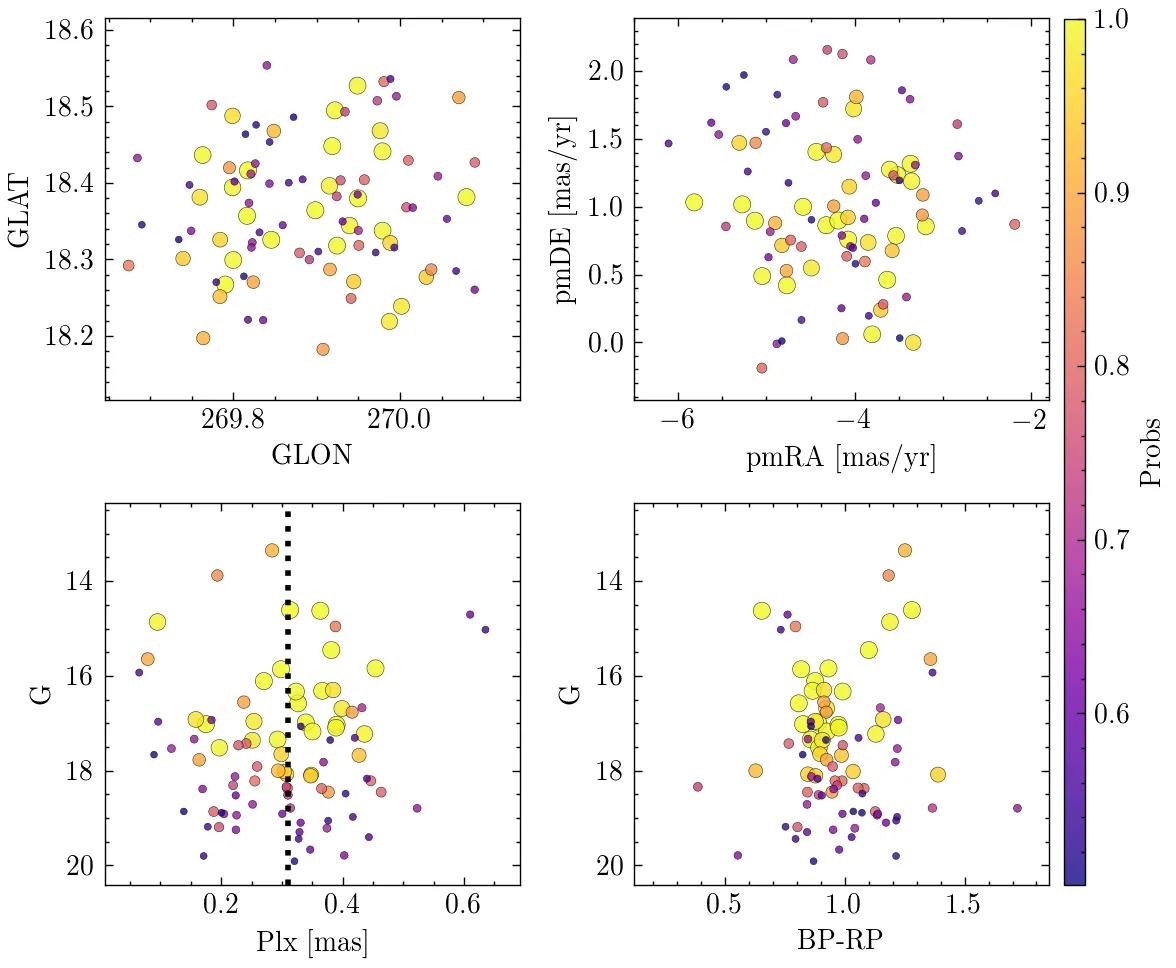 18.6
18.5
18.4
18.3
18.2
GLAT
269.8 270.0
GLON
2.0
1.5
1.0
0.5
0.0
pmDE [mas/yr]
−6 −4 −2
pmRA [mas/yr]
1.0
0.9
0.8
0.7
0.6
Probs
14
16
18
20
G
0.2 0.4 0.6
Plx [mas]
14
16
18
20
G
0.5 1.0 1.5
BP-RP